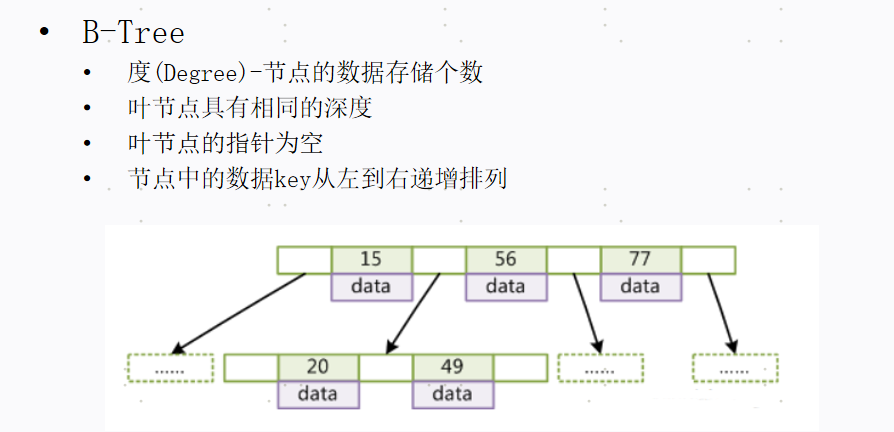 • B-Tree
• 度(Degree)-节点的数据存储个数
• 叶节点具有相同的深度
• 叶节点的指针为空
• 节点中的数据key从左到右递增排列
15 56 77
data data data
...... 20 49 ...... ......
data data